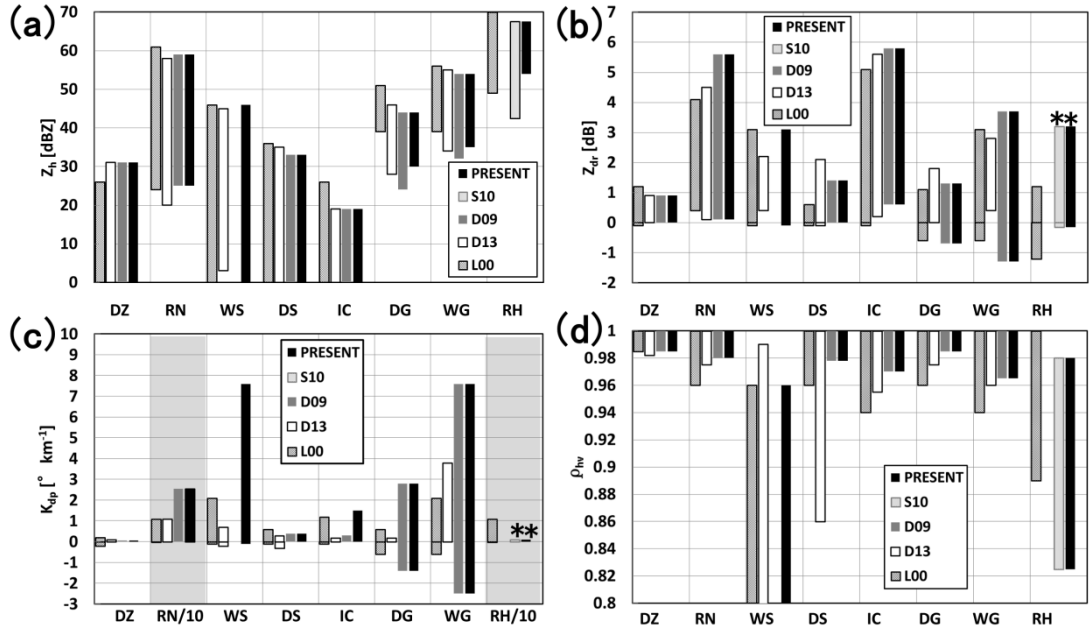 (a)
Z_h [dBZ]
70
60
50
40
30
20
10
0
PRESENT
S10
D09
D13
L00
DZ RN WS DS IC DG WG RH
(b)
Z_dr [dB]
7
6
5
4
3
2
1
0
-1
-2
PRESENT
S10
D09
D13
L00
**
DZ RN WS DS IC DG WG RH
(c)
K_dp [° km⁻¹]
10
9
8
7
6
5
4
3
2
1
0
-1
-2
-3
PRESENT
S10
D09
D13
L00
**
DZ RN/10 WS DS IC DG WG RH/10
(d)
ρ_hv
1
0.98
0.96
0.94
0.92
0.9
0.88
0.86
0.84
0.82
0.8
PRESENT
S10
D09
D13
L00
DZ RN WS DS IC DG WG RH